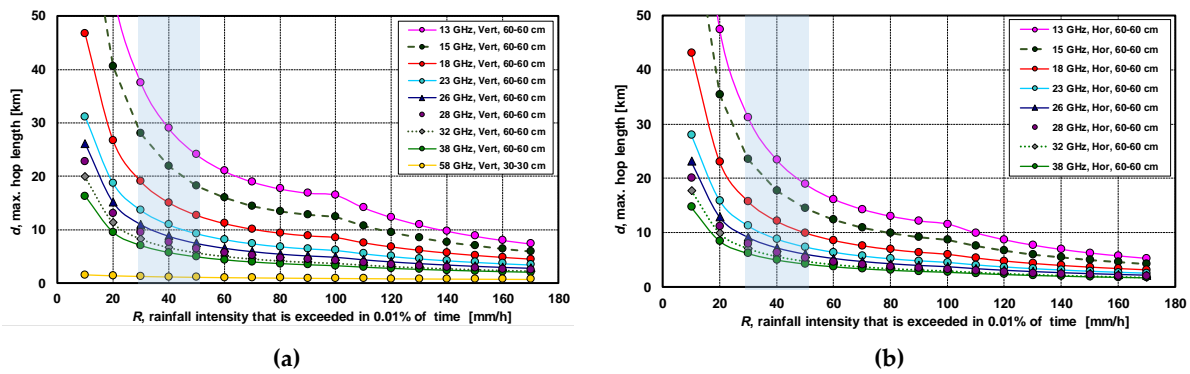 (a)
50
40
30
20
10
0
d, max. hop length [km]
0 20 40 60 80 100 120 140 160 180
R, rainfall intensity that is exceeded in 0.01% of time [mm/h]
13 GHz, Vert, 60-60 cm
15 GHz, Vert, 60-60 cm
18 GHz, Vert, 60-60 cm
23 GHz, Vert, 60-60 cm
26 GHz, Vert, 60-60 cm
28 GHz, Vert, 60-60 cm
32 GHz, Vert, 60-60 cm
38 GHz, Vert, 60-60 cm
58 GHz, Vert, 30-30 cm
(a)
(b)
50
40
30
20
10
0
d, max. hop length [km]
0 20 40 60 80 100 120 140 160 180
R, rainfall intensity that is exceeded in 0.01% of time [mm/h]
13 GHz, Hor, 60-60 cm
15 GHz, Hor, 60-60 cm
18 GHz, Hor, 60-60 cm
23 GHz, Hor, 60-60 cm
26 GHz, Hor, 60-60 cm
28 GHz, Hor, 60-60 cm
32 GHz, Hor, 60-60 cm
38 GHz, Hor, 60-60 cm
(b)